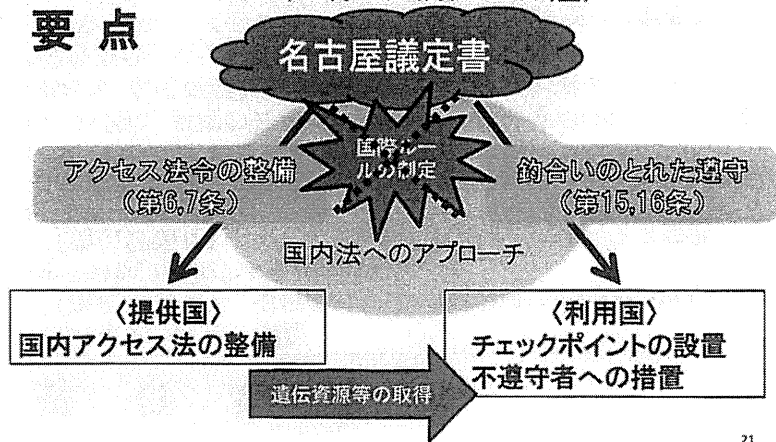 要点
名古屋議定書
国際ルー
ルの制定
アクセス法令の整備
(第6,7条)
釣合いのとれた遵守
(第15,16条)
国内法へのアプローチ
〈提供国〉
国内アクセス法の整備
〈利用国〉
チェックポイントの設置
不遵守者への措置
遺伝資源等の取得
21